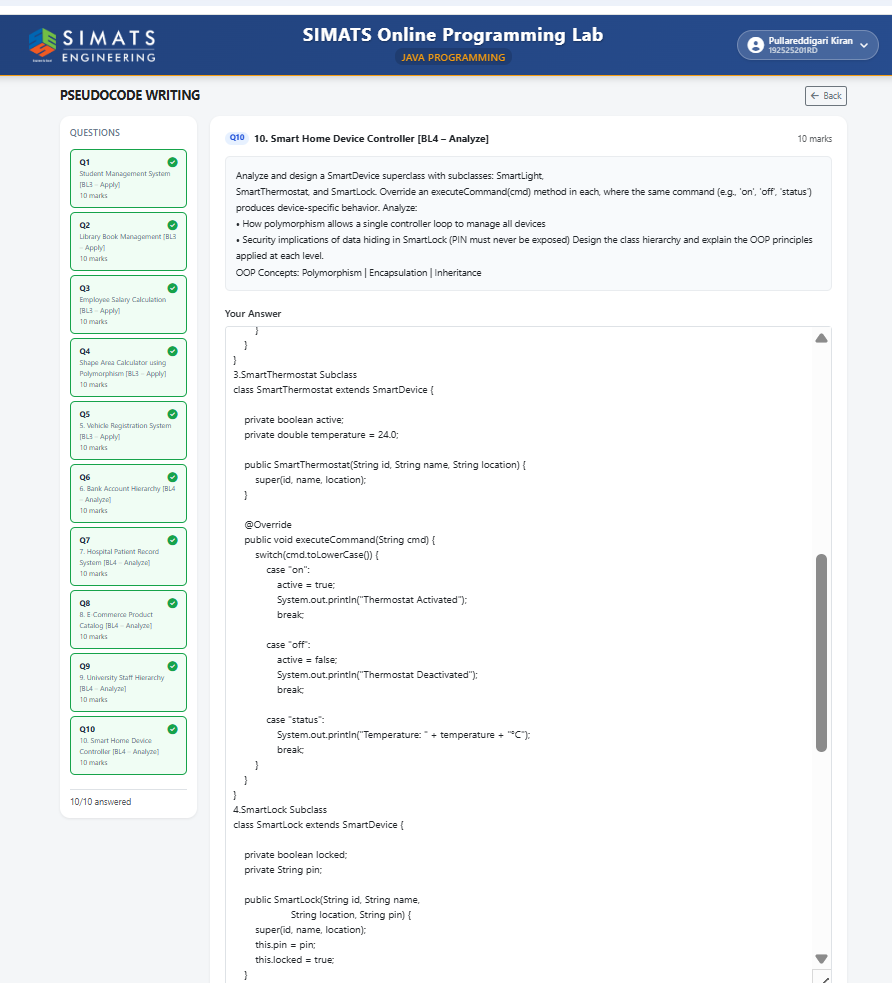 SIMATS
ENGINEERING
SIMATS Online Programming Lab
JAVA PROGRAMMING
Pullareddigari Kiran
192525201RD
PSEUDOCODE WRITING
← Back
QUESTIONS
Q1
Student Management System
[BL3 – Apply]
10 marks
Q2
Library Book Management [BL3
– Apply]
10 marks
Q3
Employee Salary Calculation
[BL3 – Apply]
10 marks
Q4
Shape Area Calculator using
Polymorphism [BL3 – Apply]
10 marks
Q5
5. Vehicle Registration System
[BL3 – Apply]
10 marks
Q6
6. Bank Account Hierarchy [BL4
– Analyze]
10 marks
Q7
7. Hospital Patient Record
System [BL4 – Analyze]
10 marks
Q8
8. E-Commerce Product
Catalog [BL4 – Analyze]
10 marks
Q9
9. University Staff Hierarchy
[BL4 – Analyze]
10 marks
Q10
10. Smart Home Device
Controller [BL4 – Analyze]
10 marks
10/10 answered
Q10 10. Smart Home Device Controller [BL4 – Analyze]
10 marks
Analyze and design a SmartDevice superclass with subclasses: SmartLight,
SmartThermostat, and SmartLock. Override an executeCommand(cmd) method in each, where the same command (e.g., 'on', 'off', 'status')
produces device-specific behavior. Analyze:
• How polymorphism allows a single controller loop to manage all devices
• Security implications of data hiding in SmartLock (PIN must never be exposed) Design the class hierarchy and explain the OOP principles
applied at each level.
OOP Concepts: Polymorphism | Encapsulation | Inheritance
Your Answer
}
}
}
3.SmartThermostat Subclass
class SmartThermostat extends SmartDevice {
private boolean active;
private double temperature = 24.0;
public SmartThermostat(String id, String name, String location) {
super(id, name, location);
}
@Override
public void executeCommand(String cmd) {
switch(cmd.toLowerCase()) {
case "on":
active = true;
System.out.println("Thermostat Activated");
break;
case "off":
active = false;
System.out.println("Thermostat Deactivated");
break;
case "status":
System.out.println("Temperature: " + temperature + "°C");
break;
}
}
}
4.SmartLock Subclass
class SmartLock extends SmartDevice {
private boolean locked;
private String pin;
public SmartLock(String id, String name,
String location, String pin) {
super(id, name, location);
this.pin = pin;
this.locked = true;
}